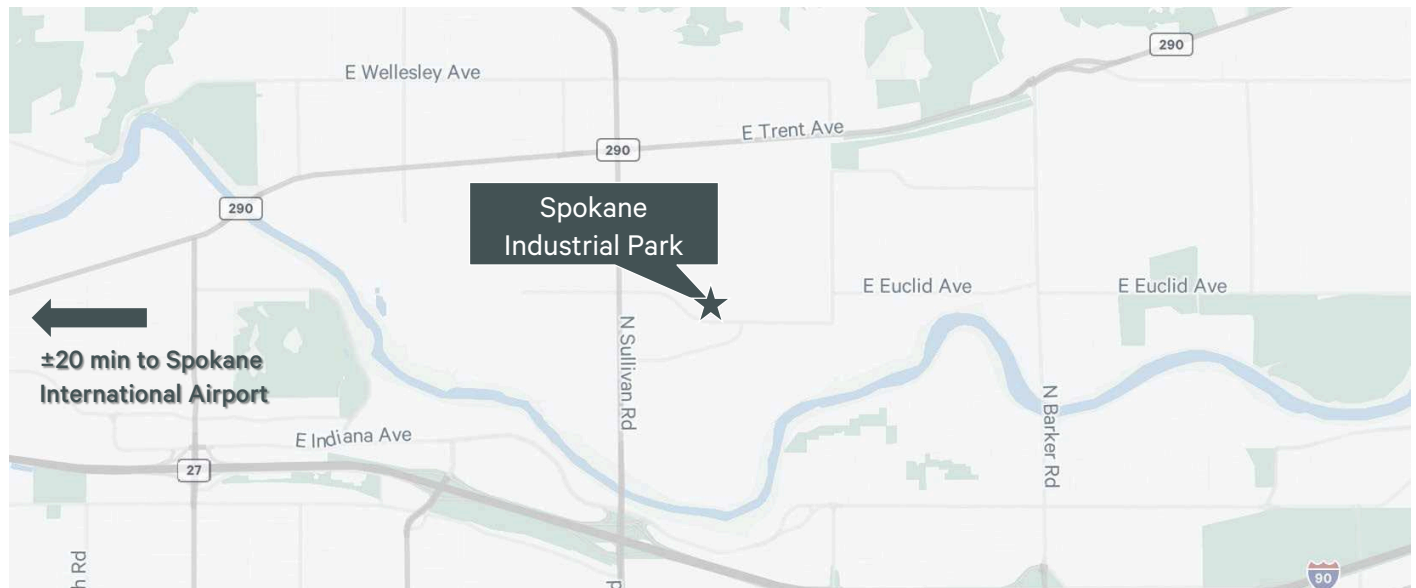 290
E Wellesley Ave
E Trent Ave
290
Spokane
Industrial Park
290
E Euclid Ave
E Euclid Ave
±20 min to Spokane
International Airport
N Sullivan Rd
N Barker Rd
E Indiana Ave
27
Rd
90